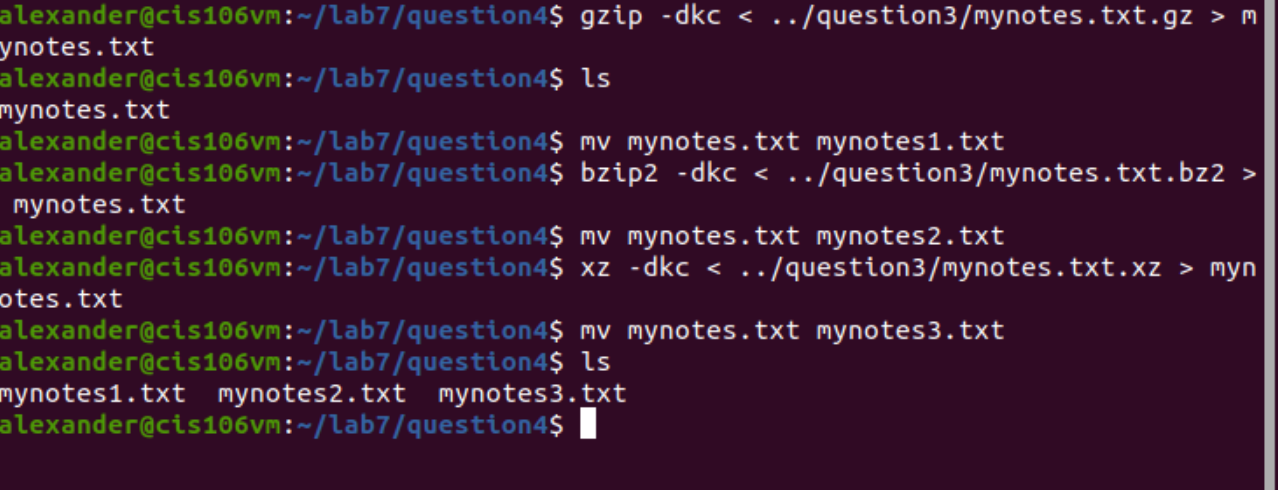 alexander@cis106vm:~/lab7/question4$ gzip -dkc < ../question3/mynotes.txt.gz > m
ynotes.txt
alexander@cis106vm:~/lab7/question4$ ls
mynotes.txt
alexander@cis106vm:~/lab7/question4$ mv mynotes.txt mynotes1.txt
alexander@cis106vm:~/lab7/question4$ bzip2 -dkc < ../question3/mynotes.txt.bz2 >
 mynotes.txt
alexander@cis106vm:~/lab7/question4$ mv mynotes.txt mynotes2.txt
alexander@cis106vm:~/lab7/question4$ xz -dkc < ../question3/mynotes.txt.xz > myn
otes.txt
alexander@cis106vm:~/lab7/question4$ mv mynotes.txt mynotes3.txt
alexander@cis106vm:~/lab7/question4$ ls
mynotes1.txt  mynotes2.txt  mynotes3.txt
alexander@cis106vm:~/lab7/question4$